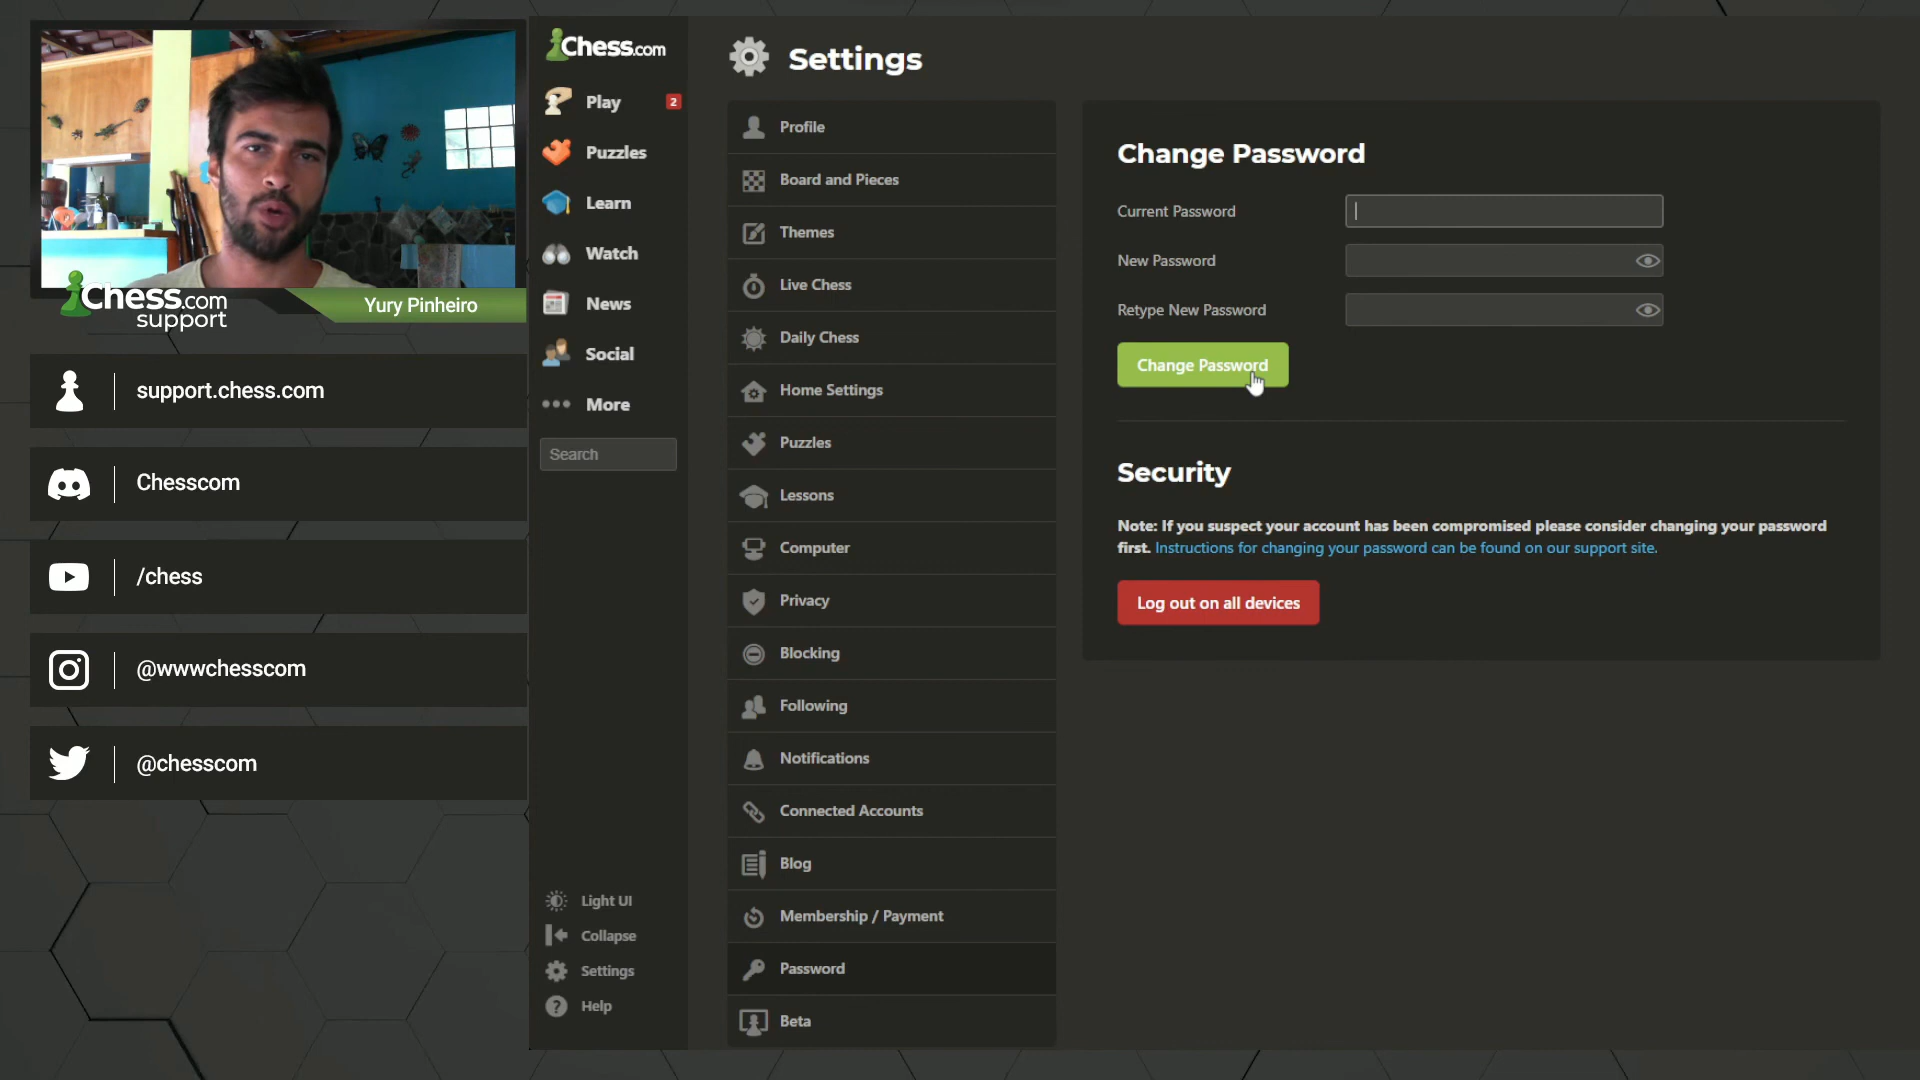 Chess.com
support
Yury Pinheiro
support.chess.com
Chesscom
/chess
@wwwchesscom
@chesscom
Chess.com
Play
2
Puzzles
Learn
Watch
News
Social
More
Search
Light UI
Collapse
Settings
Help
Settings
Profile
Board and Pieces
Themes
Live Chess
Daily Chess
Home Settings
Puzzles
Lessons
Computer
Privacy
Blocking
Following
Notifications
Connected Accounts
Blog
Membership / Payment
Password
Beta
Change Password
Current Password
New Password
Retype New Password
Change Password
Security
Note: If you suspect your account has been compromised please consider changing your password
first. Instructions for changing your password can be found on our support site.
Log out on all devices